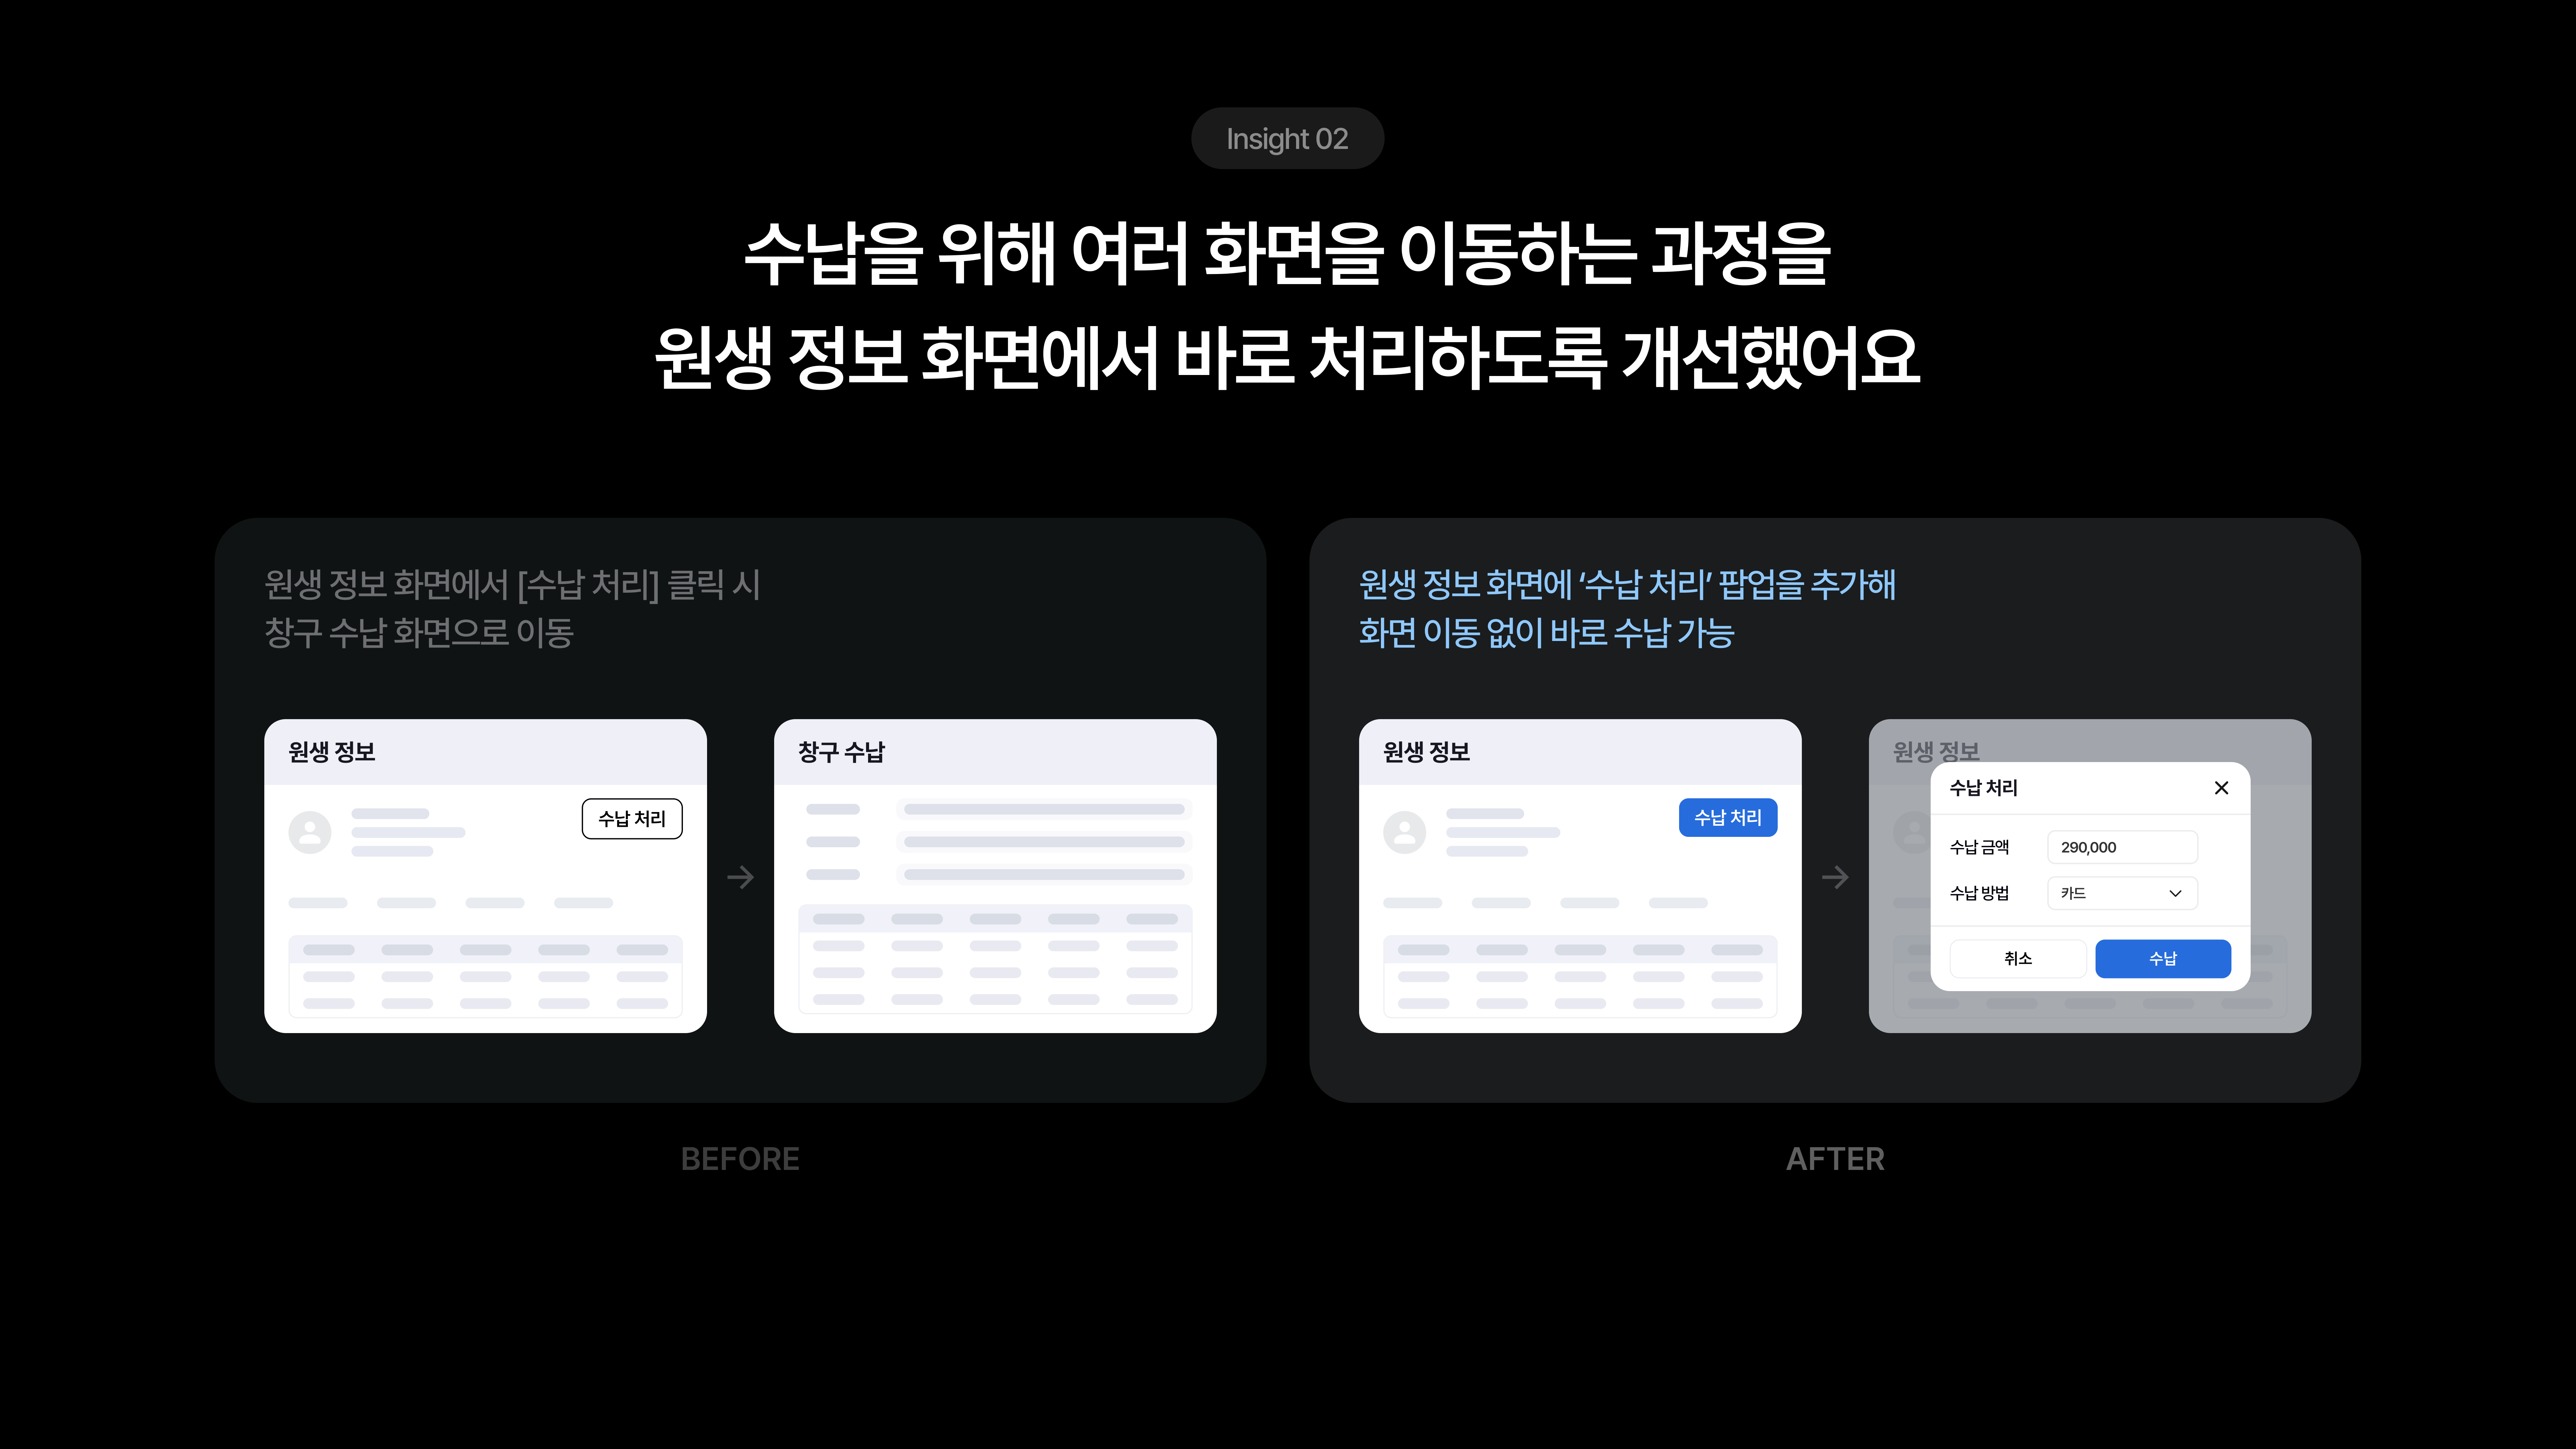 Insight 02
수납을 위해 여러 화면을 이동하는 과정을
원생 정보 화면에서 바로 처리하도록 개선했어요
원생 정보 화면에서 [수납 처리] 클릭 시
창구 수납 화면으로 이동
원생 정보
수납 처리
창구 수납
BEFORE
원생 정보 화면에 ‘수납 처리’ 팝업을 추가해
화면 이동 없이 바로 수납 가능
원생 정보
수납 처리
원생 정보
수납 처리
수납 금액
290,000
수납 방법
카드
취소
수납
AFTER